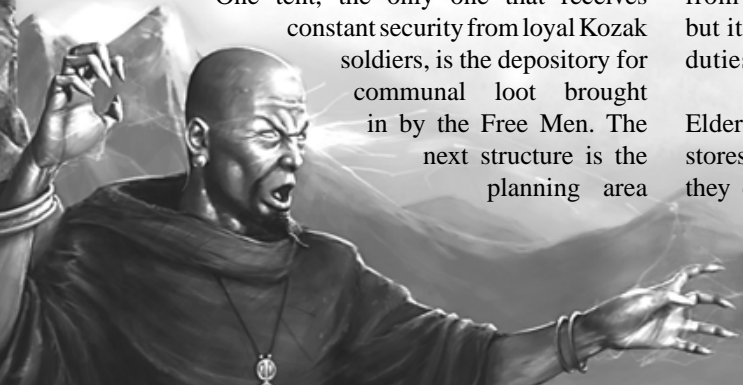 One tent, the only one that receives
constant security from loyal Kozak
soldiers, is the depository for
communal loot brought
in by the Free Men. The
next structure is the
planning area
from
but it
duties
Elder
stores
they